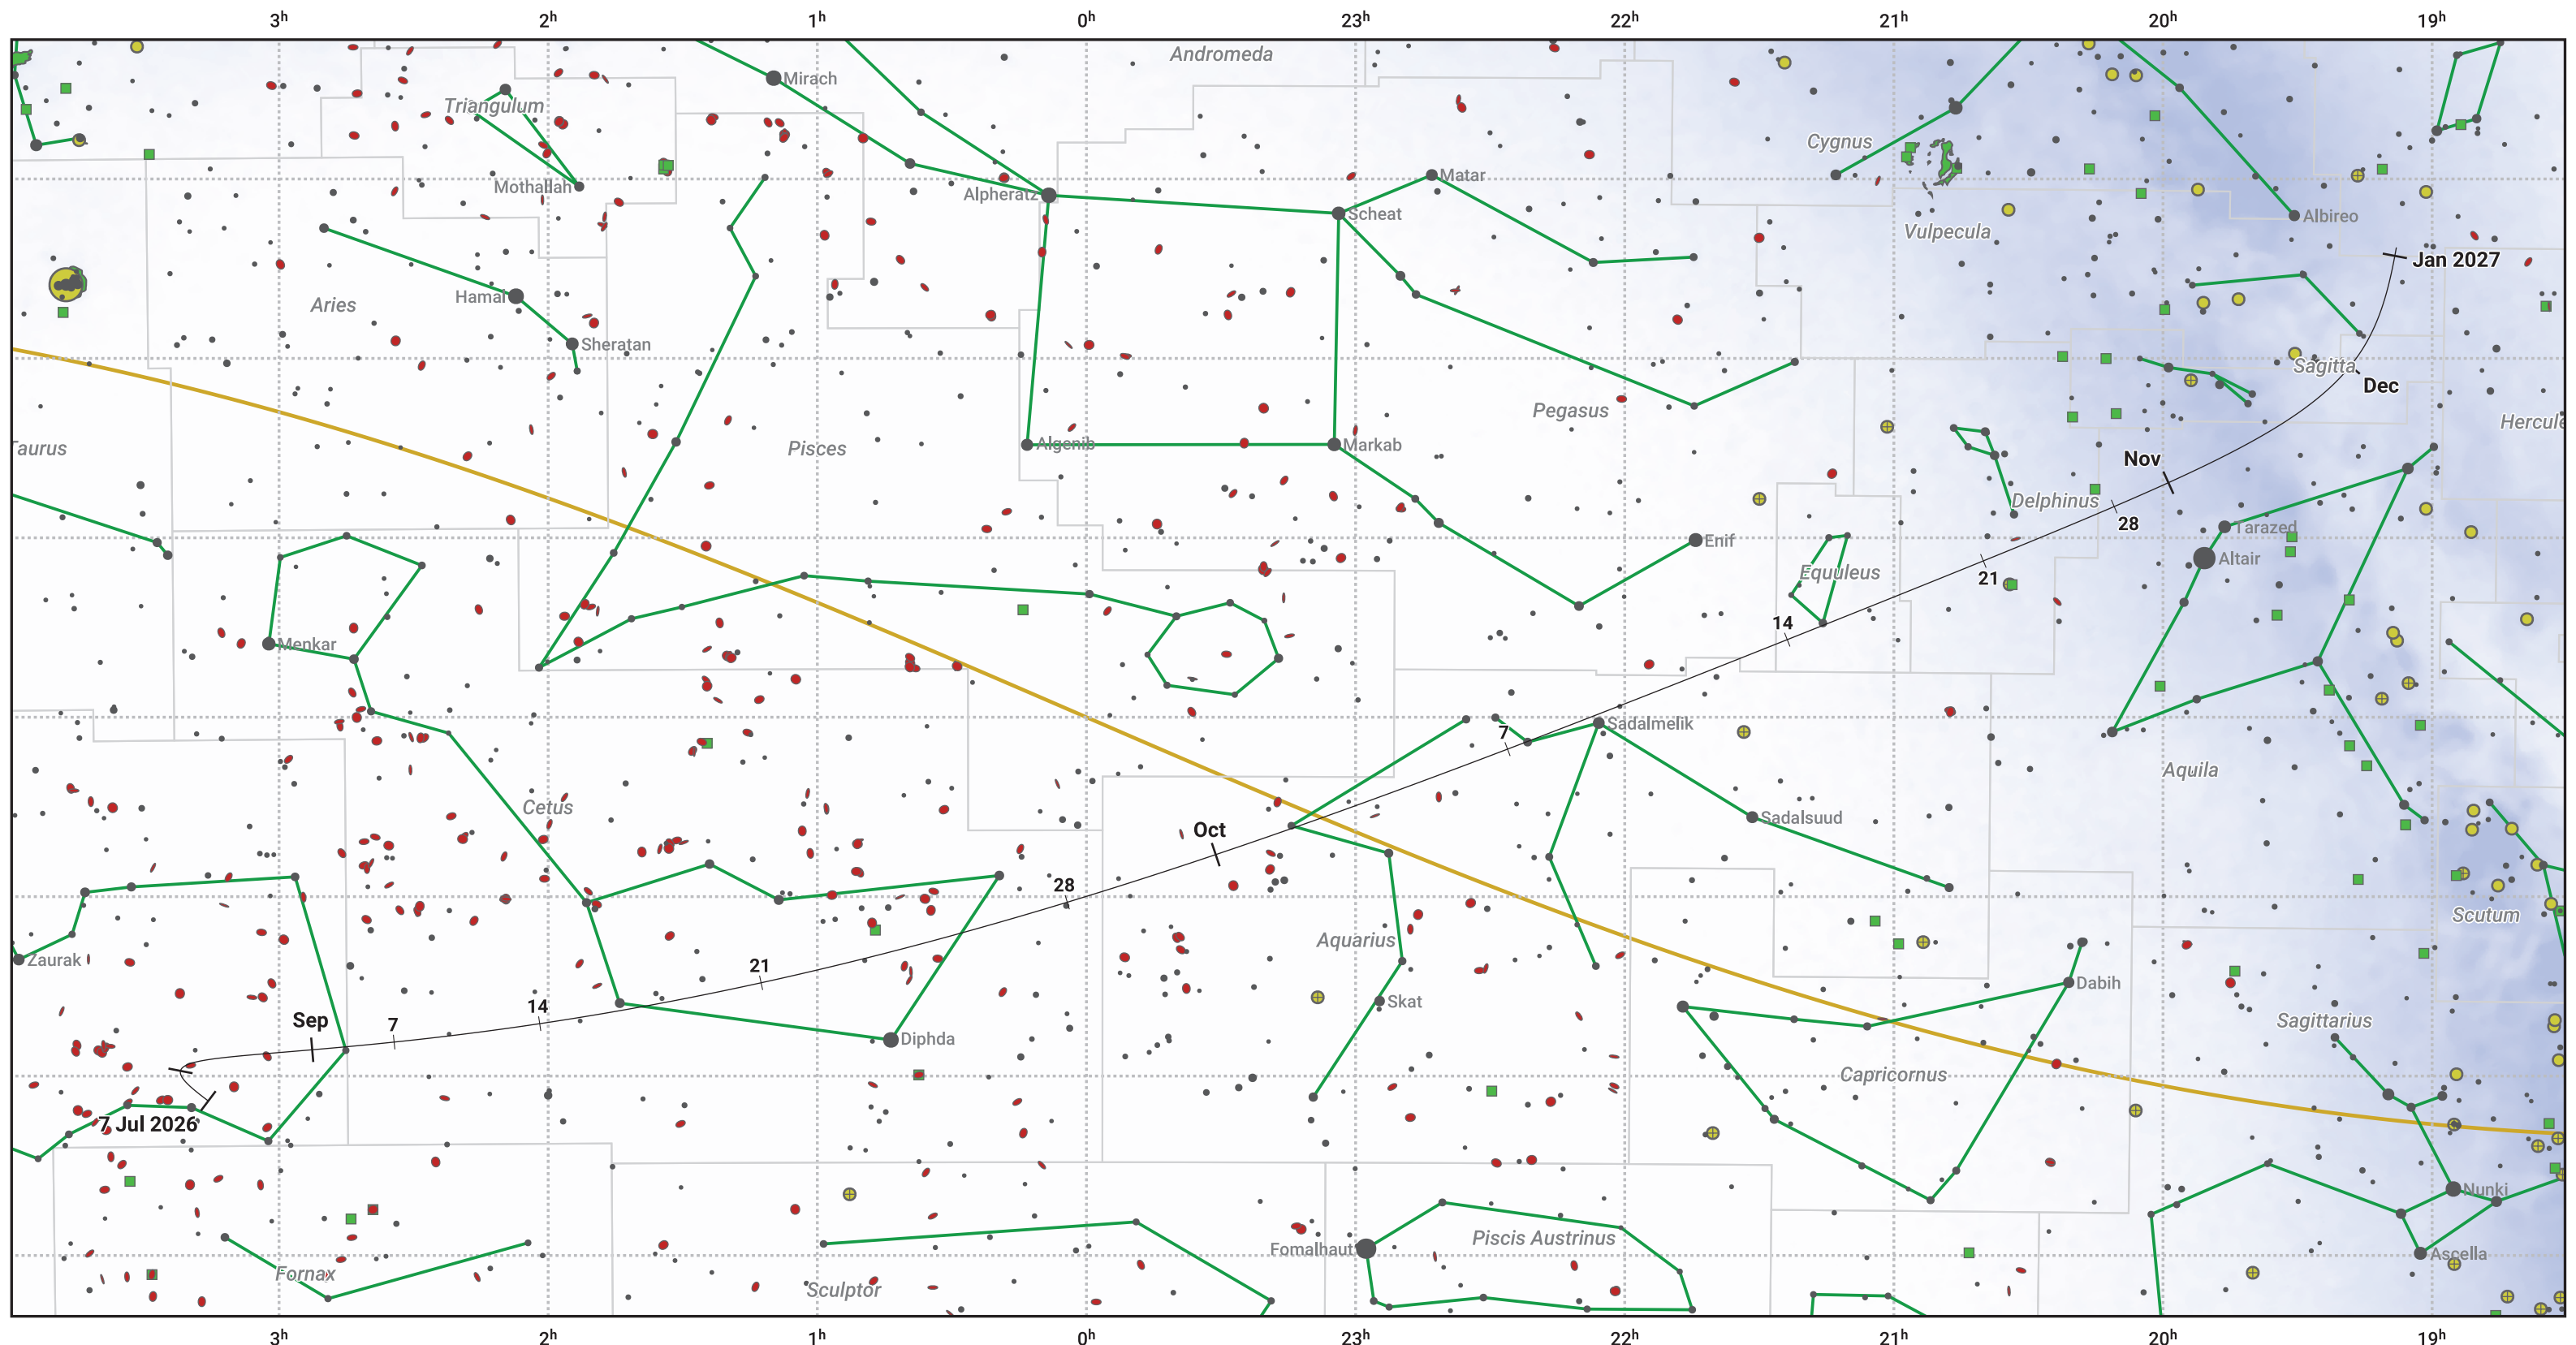 3h 2h 1h 0h 23h 22h 21h 20h 19h
Andromeda
Mirach
Triangulum
Cygnus
Mothallah
Alpheratz
Matar
Scheat
Albireo
Vulpecula
Jan 2027
Hamal
Aries
Sheratan
Sagitta
Dec
Pegasus
Hercule
Taurus
Pisces
Algenib
Markab
Nov
Delphinus
28
Tarazed
Enif
Altair
Equuleus
21
14
Menkar
Sadalmelik
7
Aquila
Cetus
Sadalsuud
Oct
28
Scutum
Aquarius
Zaurak
21
Dabih
Skat
14
Sep
7
Sagittarius
Diphda
Capricornus
7 Jul 2026
Nunki
Piscis Austrinus
Fomalhaut
Ascella
Fornax
Sculptor
3h 2h 1h 0h 23h 22h 21h 20h 19h